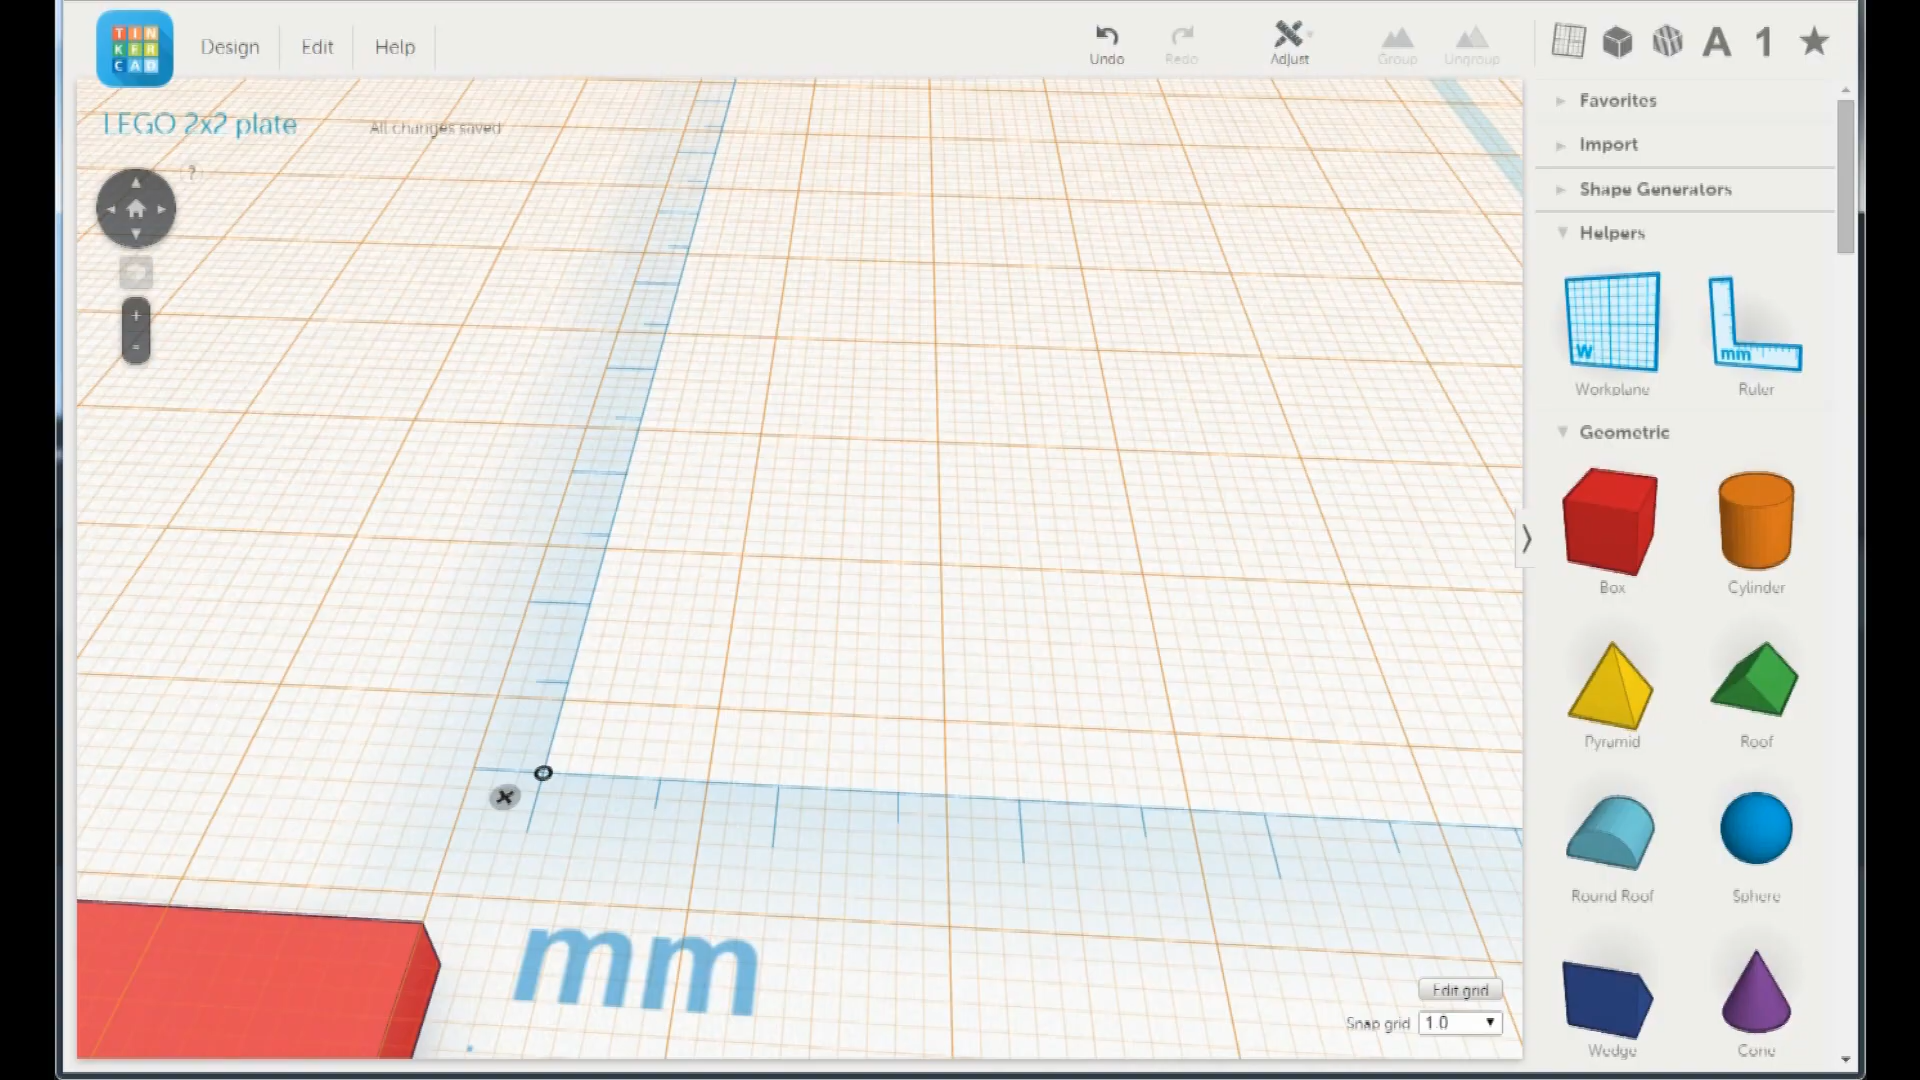 TIN
KER
CAD
Design
Edit
Help
Undo
Redo
Adjust
Group
Ungroup
A
1
LEGO 2x2 plate
All changes saved
?
Favorites
Import
Shape Generators
Helpers
W
mm
Workplane
Ruler
Geometric
Box
Cylinder
Pyramid
Roof
Round Roof
Sphere
Wedge
Cone
mm
Edit grid
Snap grid
1.0